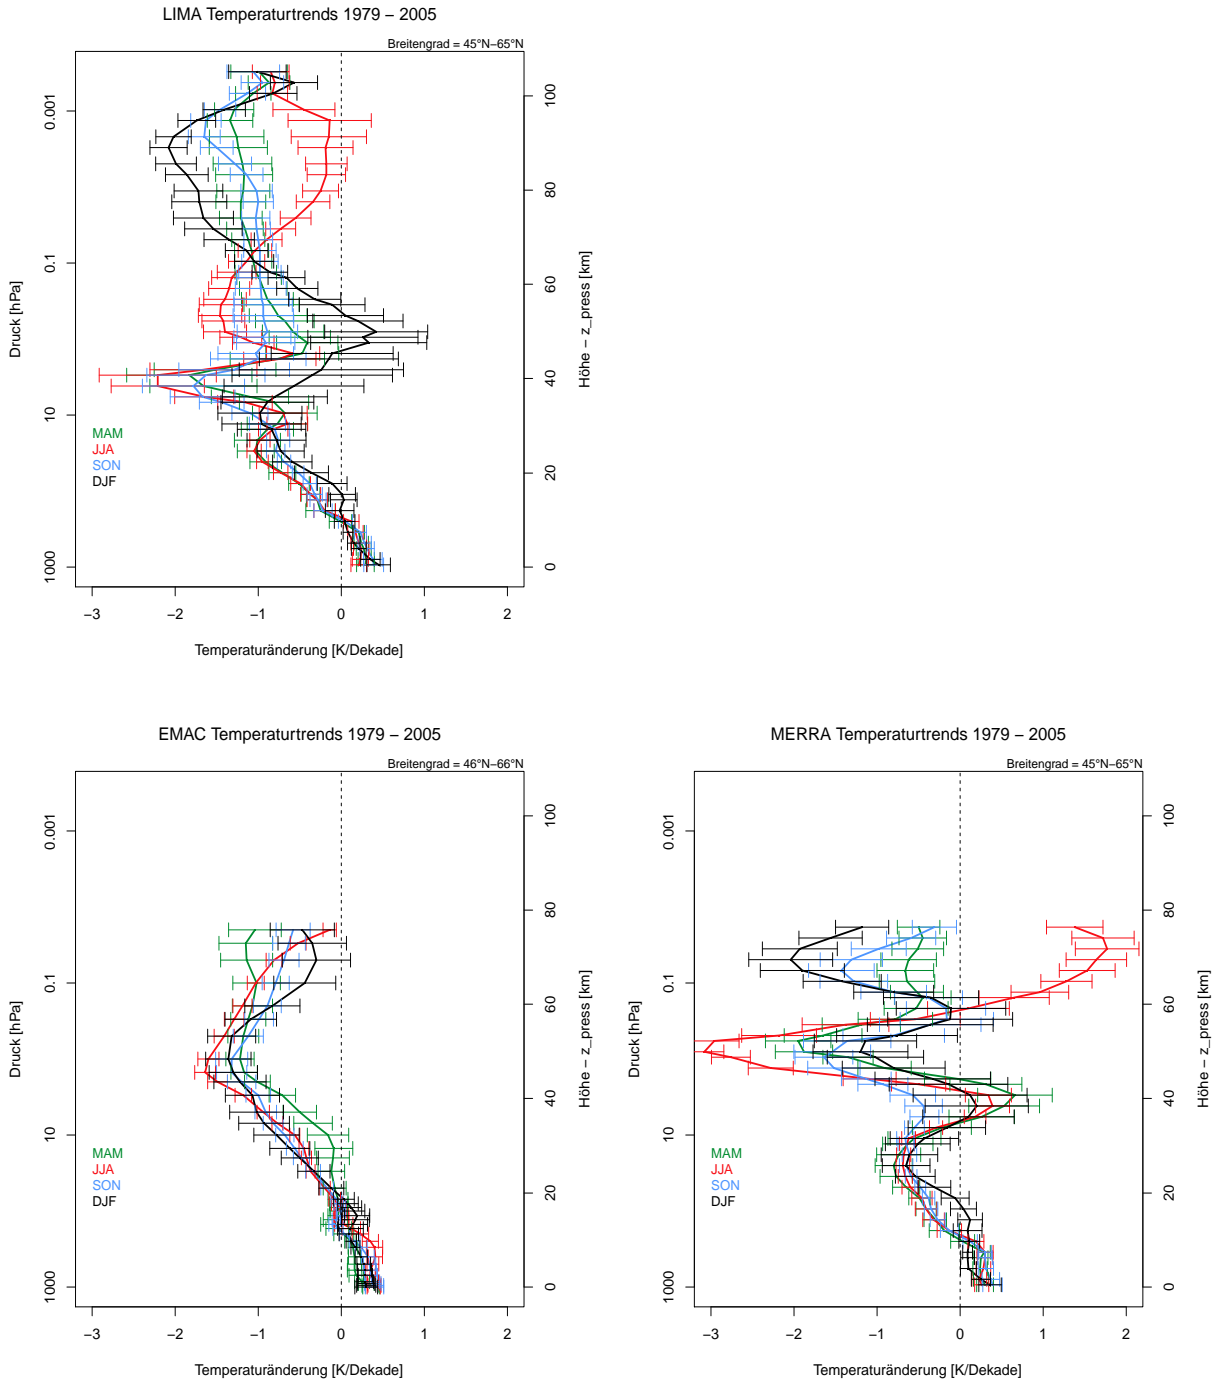 LIMA Temperaturtrends 1979 − 2005
Breitengrad = 45°N−65°N
0.001
0.1
10
1000
Druck [hPa]
100
80
60
40
20
0
Höhe − z_press [km]
MAM
JJA
SON
DJF
−3 −2 −1 0 1 2
Temperaturänderung [K/Dekade]
EMAC Temperaturtrends 1979 − 2005
Breitengrad = 46°N−66°N
0.001
0.1
10
1000
Druck [hPa]
100
80
60
40
20
0
Höhe − z_press [km]
MAM
JJA
SON
DJF
−3 −2 −1 0 1 2
Temperaturänderung [K/Dekade]
MERRA Temperaturtrends 1979 − 2005
Breitengrad = 45°N−65°N
0.001
0.1
10
1000
Druck [hPa]
100
80
60
40
20
0
Höhe − z_press [km]
MAM
JJA
SON
DJF
−3 −2 −1 0 1 2
Temperaturänderung [K/Dekade]